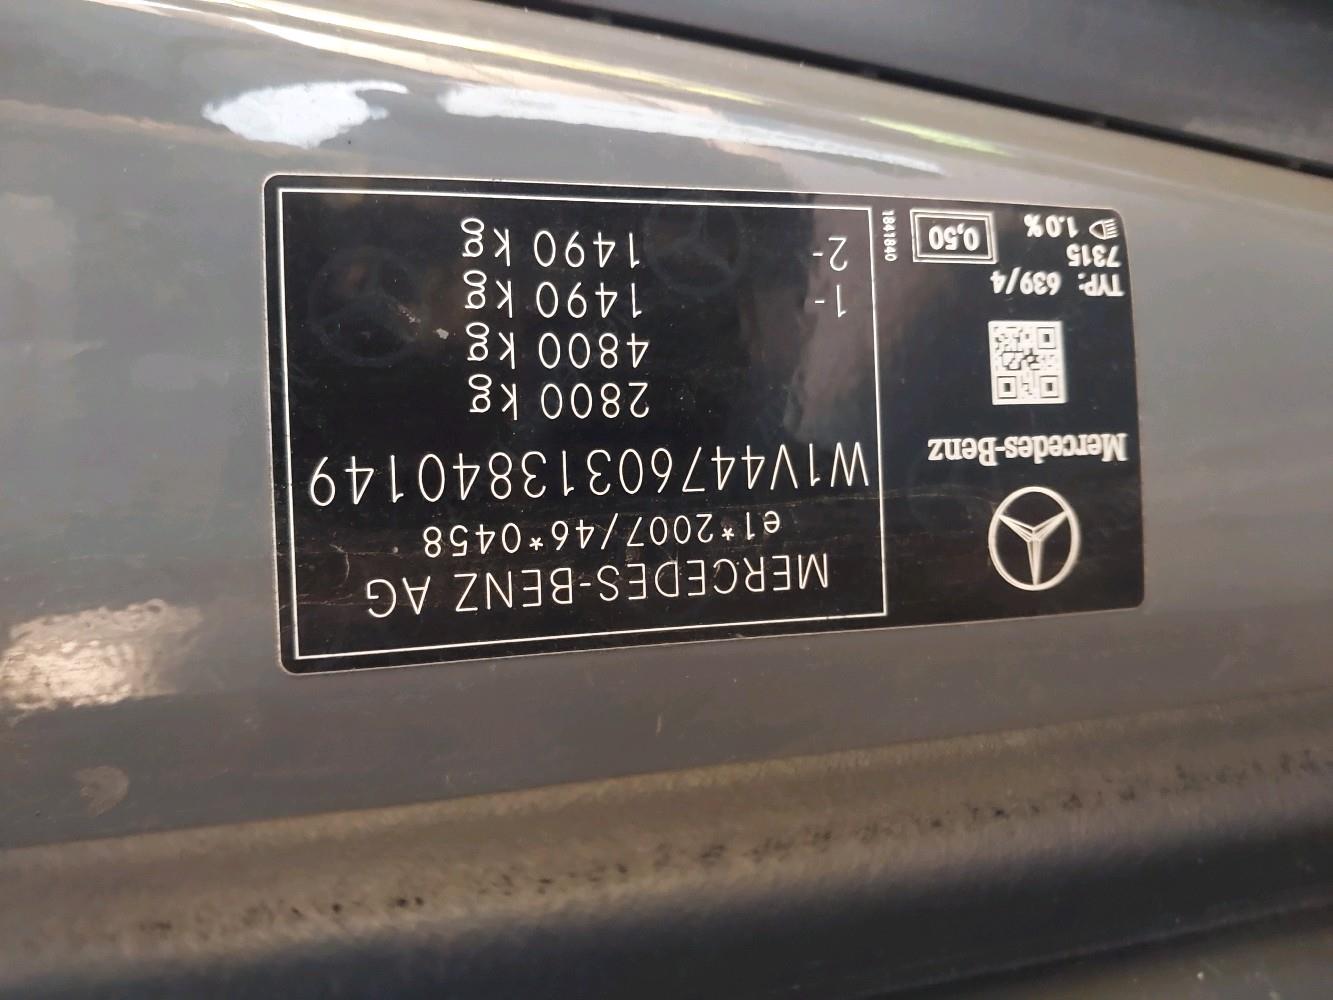 MERCEDES-BENZ AG
e1*2007/46*0458
W1V44760313840149
2800 kg
4800 kg
1- 1490 kg
2- 1490 kg
Mercedes-Benz
TYP: 639/4
7315
1.0%
0,50
1841840